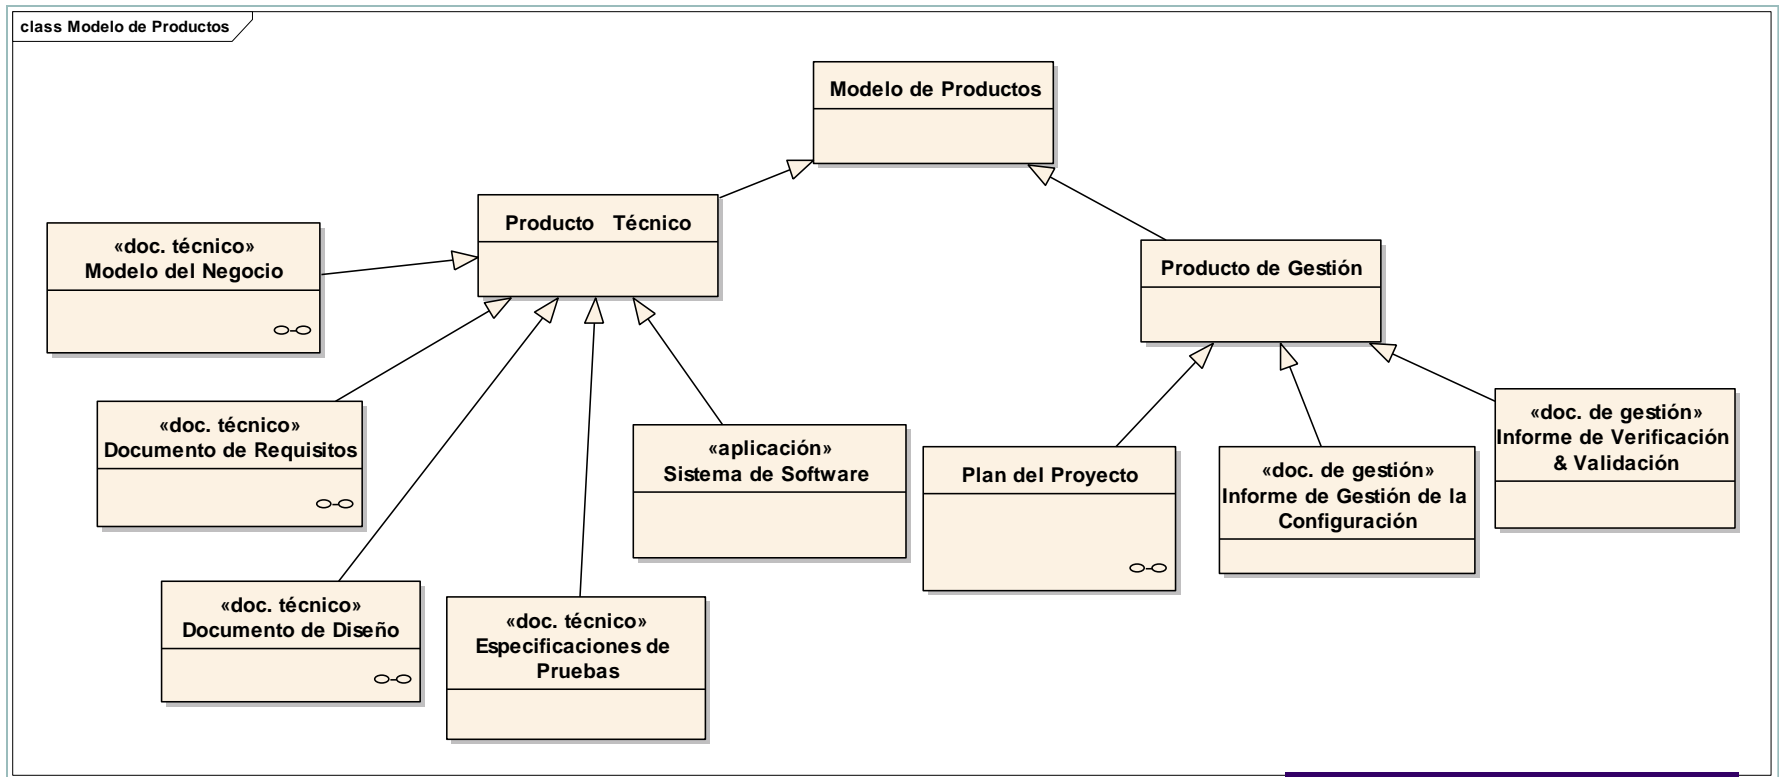 class Modelo de Productos
Modelo de Productos
Producto Técnico
Producto de Gestión
«doc. técnico»
Modelo del Negocio
«doc. técnico»
Documento de Requisitos
«doc. técnico»
Documento de Diseño
«doc. técnico»
Especificaciones de
Pruebas
«aplicación»
Sistema de Software
Plan del Proyecto
«doc. de gestión»
Informe de Gestión de la
Configuración
«doc. de gestión»
Informe de Verificación
& Validación